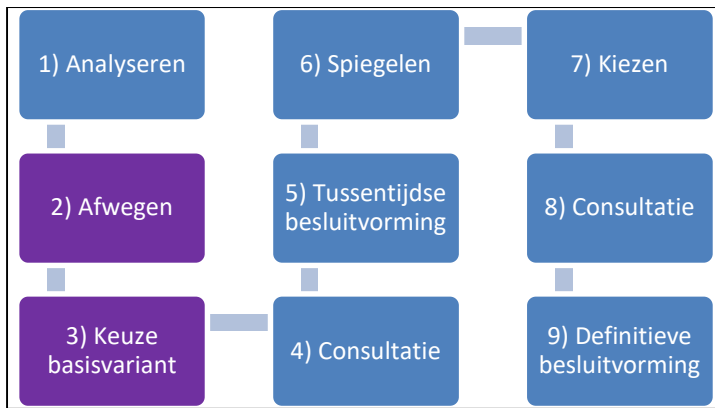 1) Analyseren
2) Afwegen
3) Keuze
basisvariant
4) Consultatie
5) Tussentijdse
besluitvorming
6) Spiegelen
7) Kiezen
8) Consultatie
9) Definitieve
besluitvorming